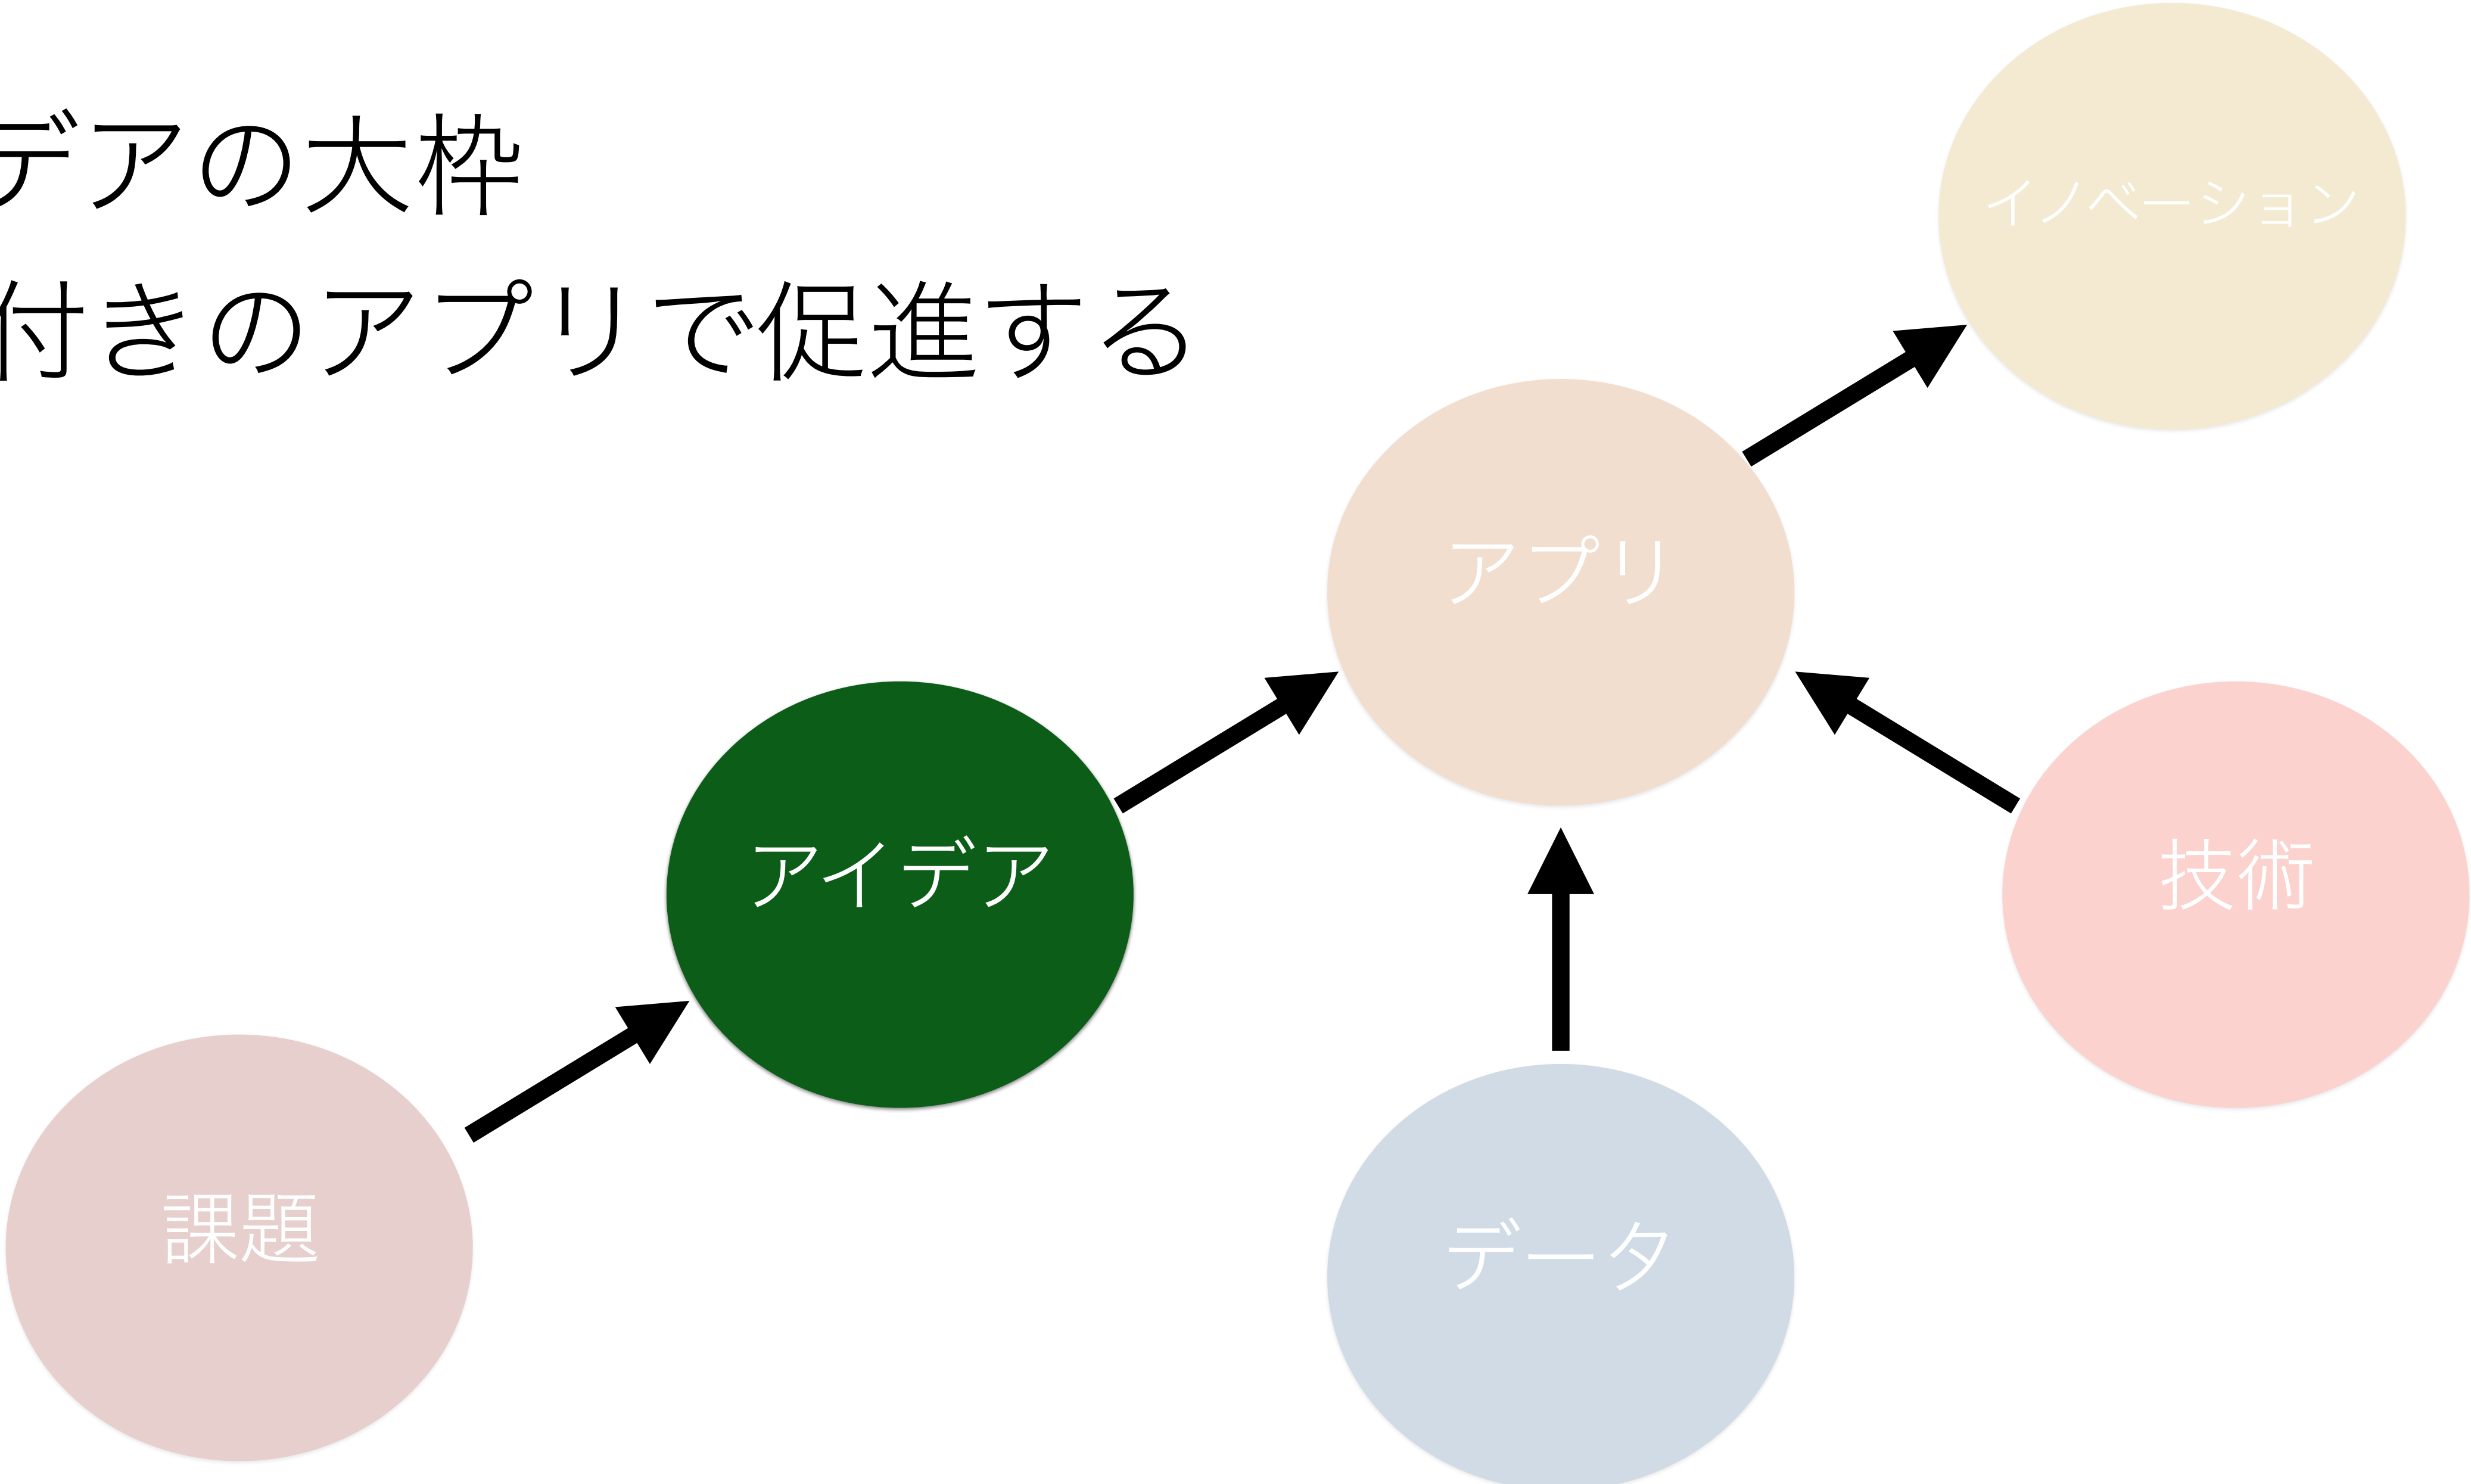 デアの大枠
付きのアプリで促進する
イノベーション
アプリ
アイデア
技術
課題
データ